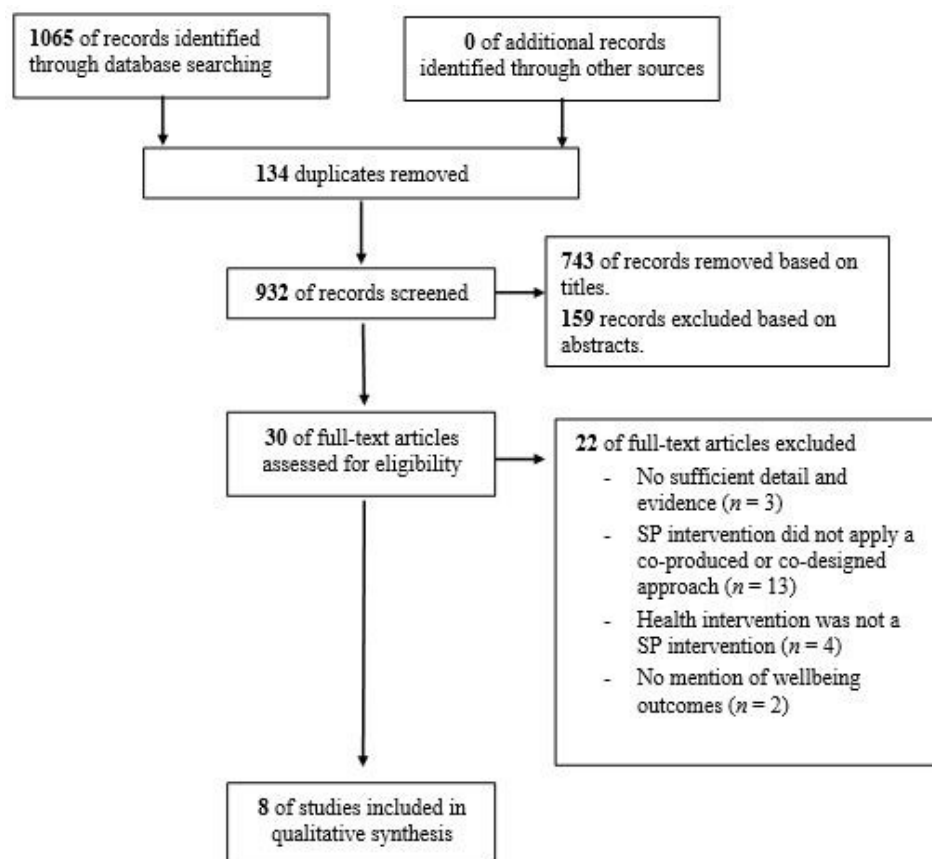 1065 of records identified
through database searching
0 of additional records
identified through other sources
134 duplicates removed
932 of records screened
743 of records removed based on
titles.
159 records excluded based on
abstracts.
30 of full-text articles
assessed for eligibility
22 of full-text articles excluded
- No sufficient detail and
evidence (n = 3)
- SP intervention did not apply a
co-produced or co-designed
approach (n = 13)
- Health intervention was not a
SP intervention (n = 4)
- No mention of wellbeing
outcomes (n = 2)
8 of studies included in
qualitative synthesis